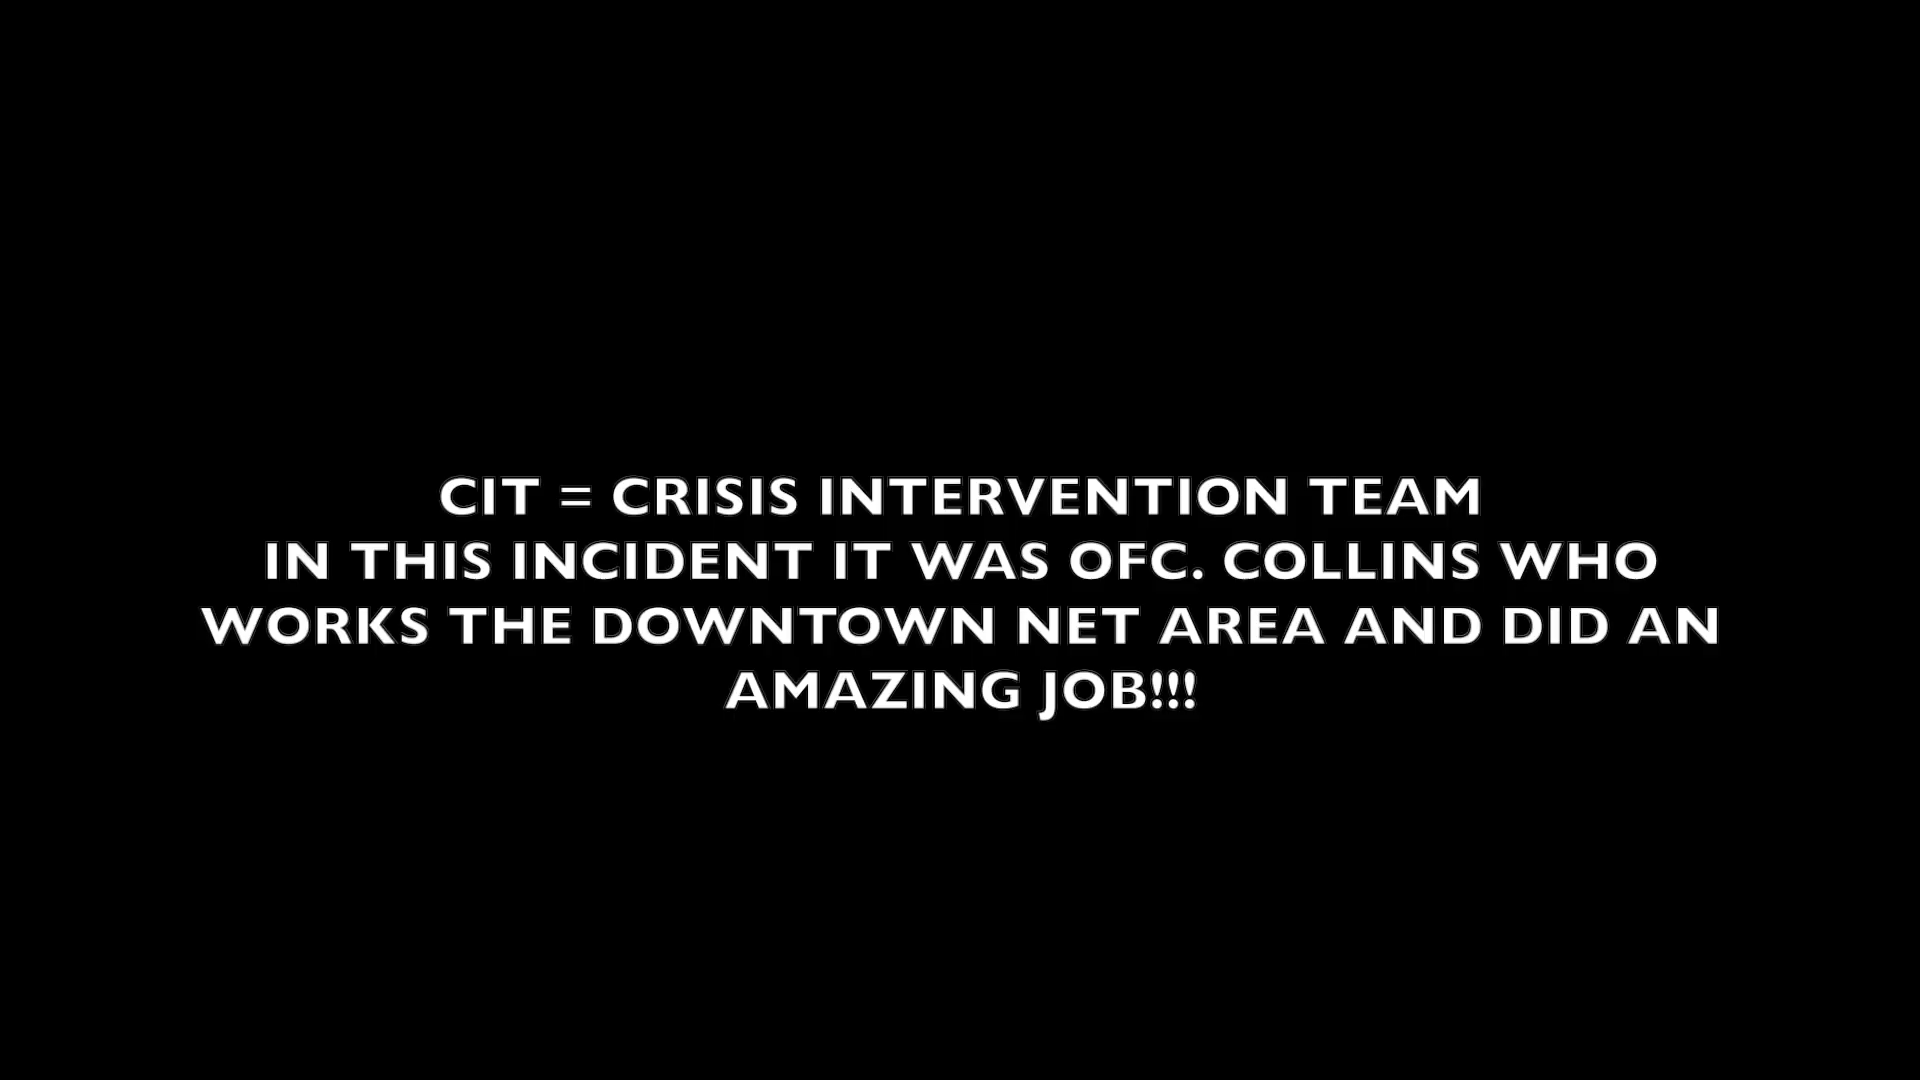 CIT = CRISIS INTERVENTION TEAM
IN THIS INCIDENT IT WAS OFC. COLLINS WHO
WORKS THE DOWNTOWN NET AREA AND DID AN
AMAZING JOB!!!